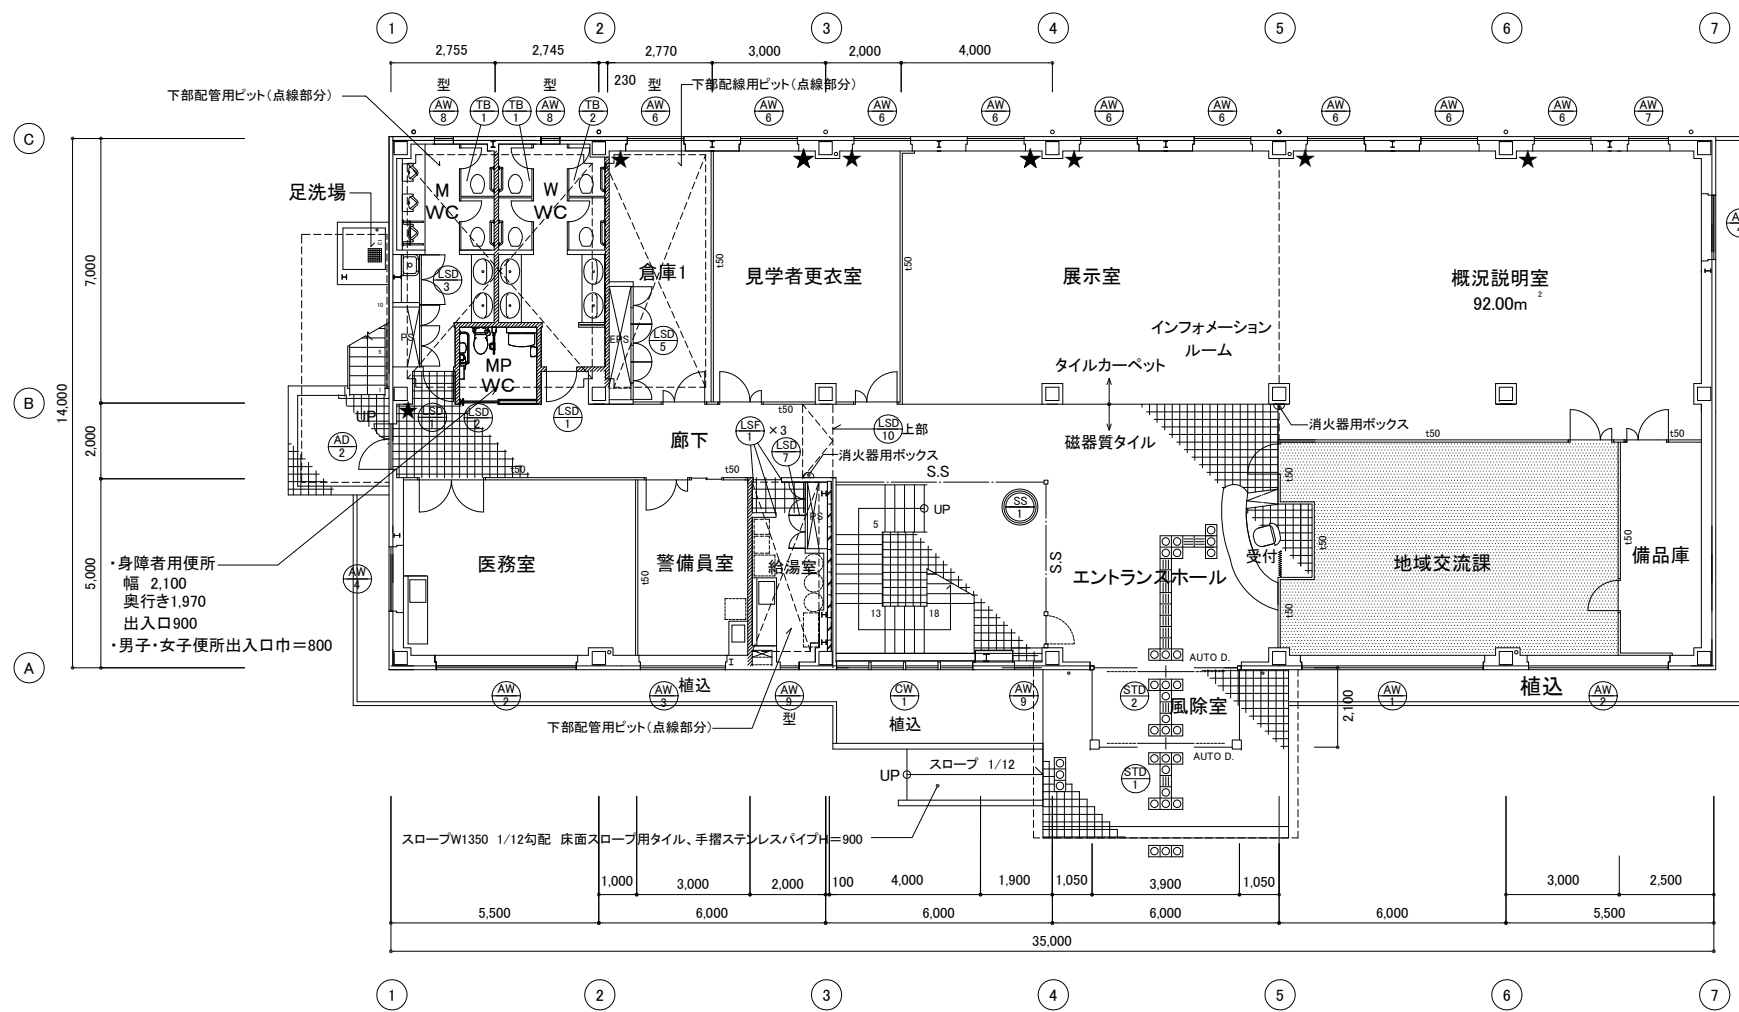 1 2 3 4 5 6 7
2,755 2,745 2,770 3,000 2,000 4,000
230
型 型 型
下部配管用ピット(点線部分)
下部配線用ピット(点線部分)
AW 8
TB 1
TB 1
AW 8
TB 2
AW 6
AW 6
AW 6
AW 6
AW 6
AW 6
AW 6
AW 6
AW 6
AW 7
C
足洗場
M
WC
W
WC
LSD 3
PS
倉庫1
EPS
LSD 5
t50
見学者更衣室
t50
展示室
概況説明室
92.00m2
インフォメーション
ルーム
タイルカーペット
MP
WC
7,000
14,000
B
UP
10
5
LSD 1
LSD 2
LSD 1
AD 2
2,000
t50
廊下
t50
t50
LSF 1
×3
LSD 7
LSD 10
上部
消火器用ボックス
S.S
磁器質タイル
消火器用ボックス
t50
t50
t50
SS 1
S.S
UP
5
13
18
PS
・身障者用便所
幅 2,100
奥行き1,970
出入口900
・男子・女子便所出入口巾＝800
5,000
AW 4
医務室
t50
警備員室
給湯室
エントランスホール
受付
t50
t50
地域交流課
t50
備品庫
A
AUTO D.
AW 2
植込
AW 3
AW 9
型
CW 1
植込
AW 9
STD 2
風除室
2,100
AW 1
植込
AW 2
下部配管用ピット(点線部分)
AUTO D.
UP
スロープ 1/12
STD 1
スロープW1350 1/12勾配 床面スロープ用タイル、手摺ステンレスパイプH＝900
1,000 3,000 2,000 100 4,000 1,900 1,050 3,900 1,050 3,000 2,500
5,500 6,000 6,000 6,000 6,000 5,500
35,000
1 2 3 4 5 6 7